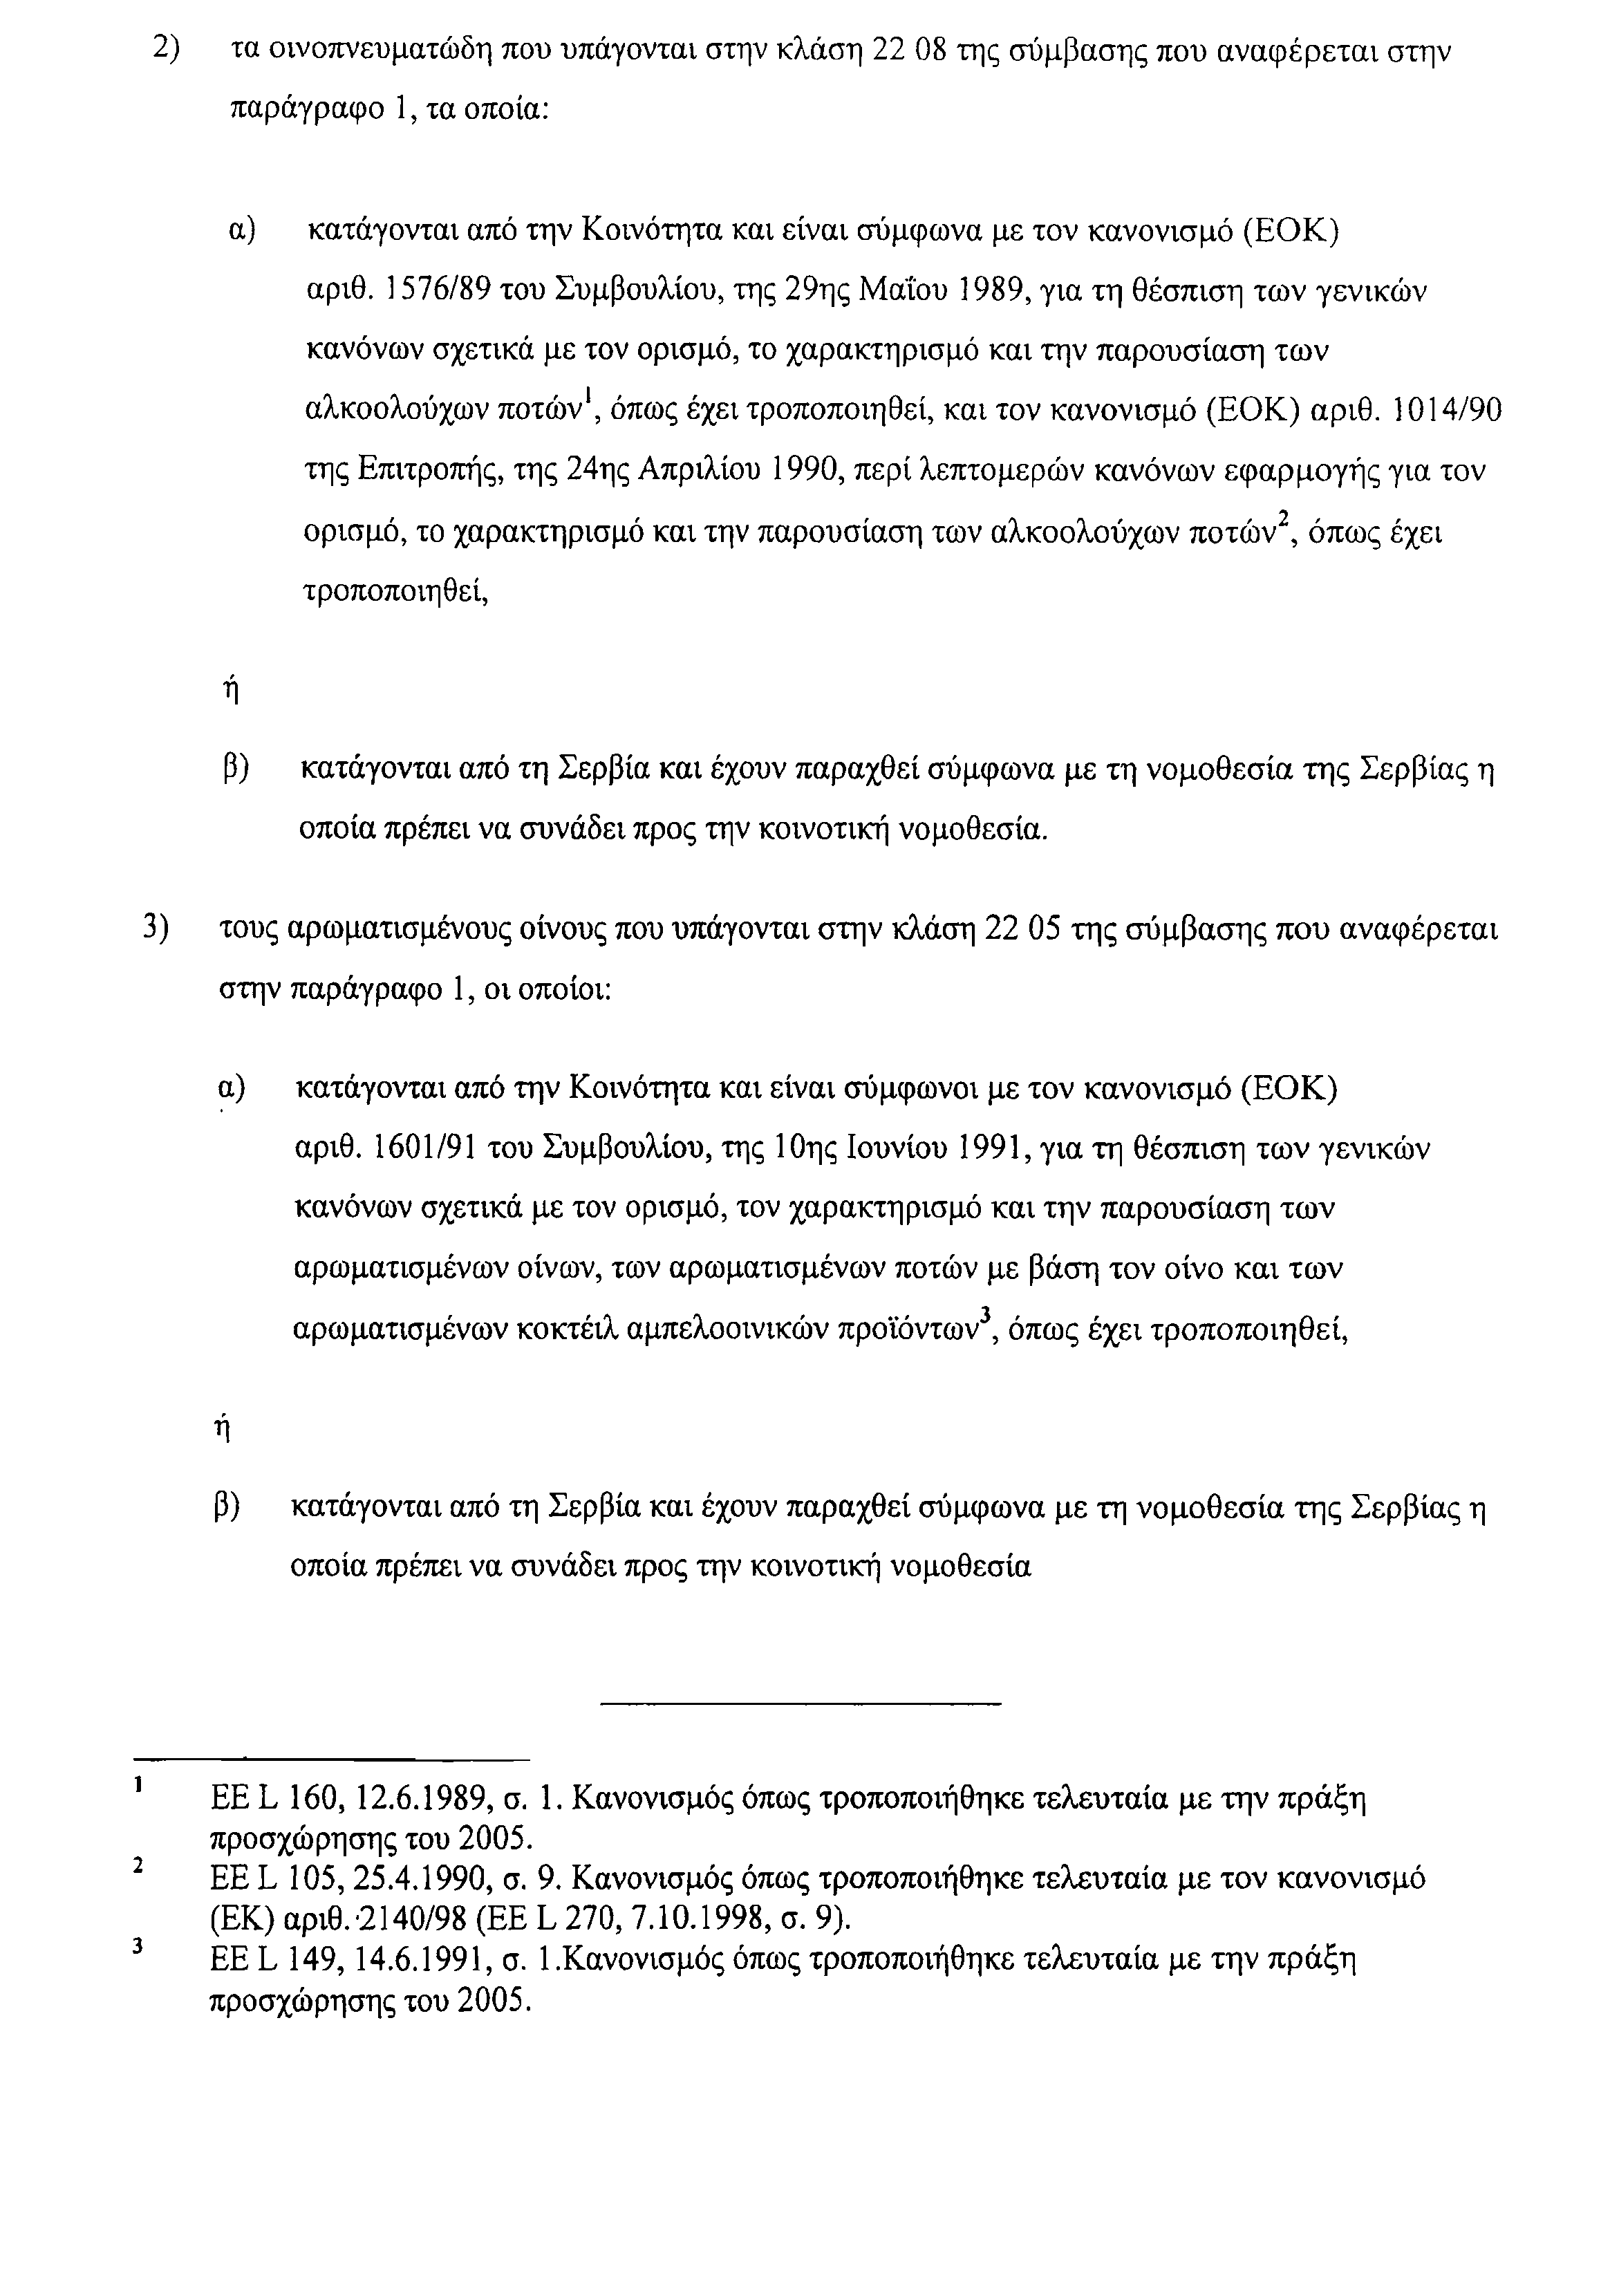 2) τα οινοπνευματώδη που υπάγονται στην κλάση 22 08 της σύμβασης που αναφέρεται στην
παράγραφο 1, τα οποία:
α) κατάγονται από την Κοινότητα και είναι σύμφωνα με τον κανονισμό (ΕΟΚ)
αριθ. 1576/89 του Συμβουλίου, της 29ης Μαΐου 1989, για τη θέσπιση των γενικών
κανόνων σχετικά με τον ορισμό, το χαρακτηρισμό και την παρουσίαση των
αλκοολούχων ποτών¹, όπως έχει τροποποιηθεί, και τον κανονισμό (ΕΟΚ) αριθ. 1014/90
της Επιτροπής, της 24ης Απριλίου 1990, περί λεπτομερών κανόνων εφαρμογής για τον
ορισμό, το χαρακτηρισμό και την παρουσίαση των αλκοολούχων ποτών², όπως έχει
τροποποιηθεί,
ή
β) κατάγονται από τη Σερβία και έχουν παραχθεί σύμφωνα με τη νομοθεσία της Σερβίας η
οποία πρέπει να συνάδει προς την κοινοτική νομοθεσία.
3) τους αρωματισμένους οίνους που υπάγονται στην κλάση 22 05 της σύμβασης που αναφέρεται
στην παράγραφο 1, οι οποίοι:
α) κατάγονται από την Κοινότητα και είναι σύμφωνοι με τον κανονισμό (ΕΟΚ)
αριθ. 1601/91 του Συμβουλίου, της 10ης Ιουνίου 1991, για τη θέσπιση των γενικών
κανόνων σχετικά με τον ορισμό, τον χαρακτηρισμό και την παρουσίαση των
αρωματισμένων οίνων, των αρωματισμένων ποτών με βάση τον οίνο και των
αρωματισμένων κοκτέιλ αμπελοοινικών προϊόντων³, όπως έχει τροποποιηθεί,
ή
β) κατάγονται από τη Σερβία και έχουν παραχθεί σύμφωνα με τη νομοθεσία της Σερβίας η
οποία πρέπει να συνάδει προς την κοινοτική νομοθεσία
1 ΕΕ L 160, 12.6.1989, σ. 1. Κανονισμός όπως τροποποιήθηκε τελευταία με την πράξη
προσχώρησης του 2005.
2 ΕΕ L 105, 25.4.1990, σ. 9. Κανονισμός όπως τροποποιήθηκε τελευταία με τον κανονισμό
(ΕΚ) αριθ. 2140/98 (ΕΕ L 270, 7.10.1998, σ. 9).
3 ΕΕ L 149, 14.6.1991, σ. 1.Κανονισμός όπως τροποποιήθηκε τελευταία με την πράξη
προσχώρησης του 2005.